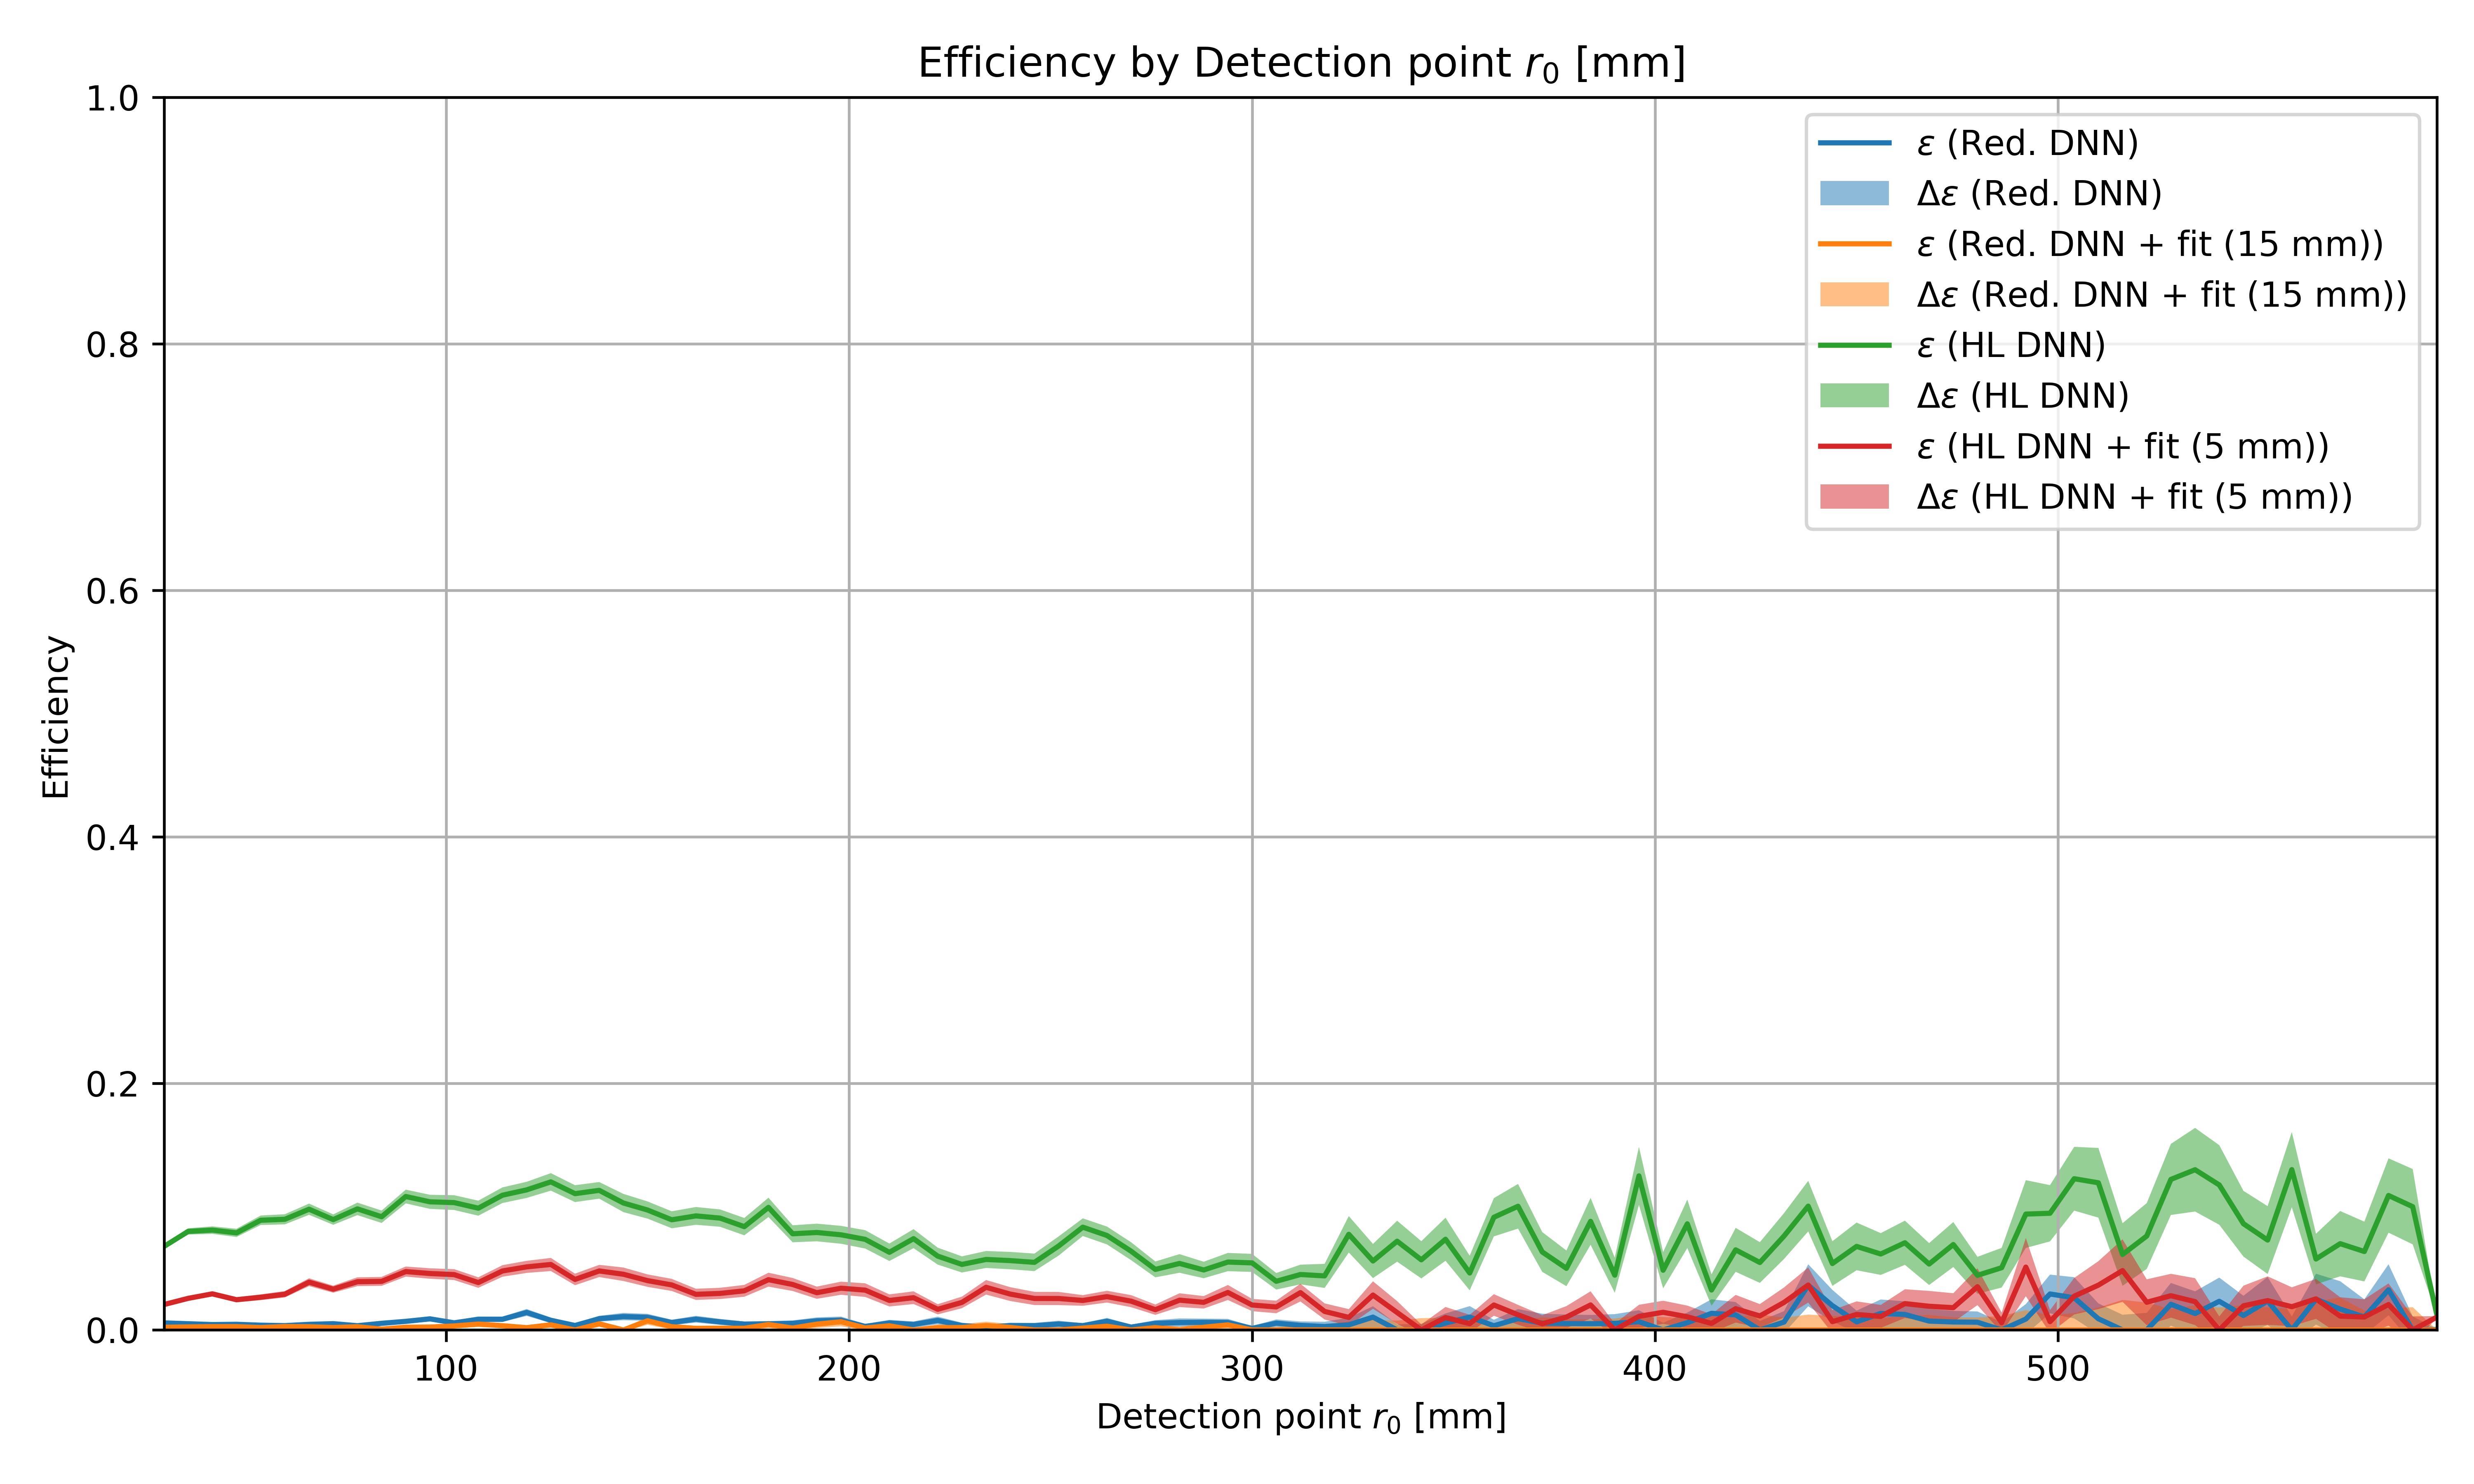 Efficiency by Detection point r₀ [mm]
1.0
0.8
0.6
0.4
0.2
0.0
Efficiency
ε (Red. DNN)
Δε (Red. DNN)
ε (Red. DNN + fit (15 mm))
Δε (Red. DNN + fit (15 mm))
ε (HL DNN)
Δε (HL DNN)
ε (HL DNN + fit (5 mm))
Δε (HL DNN + fit (5 mm))
100 200 300 400 500
Detection point r₀ [mm]